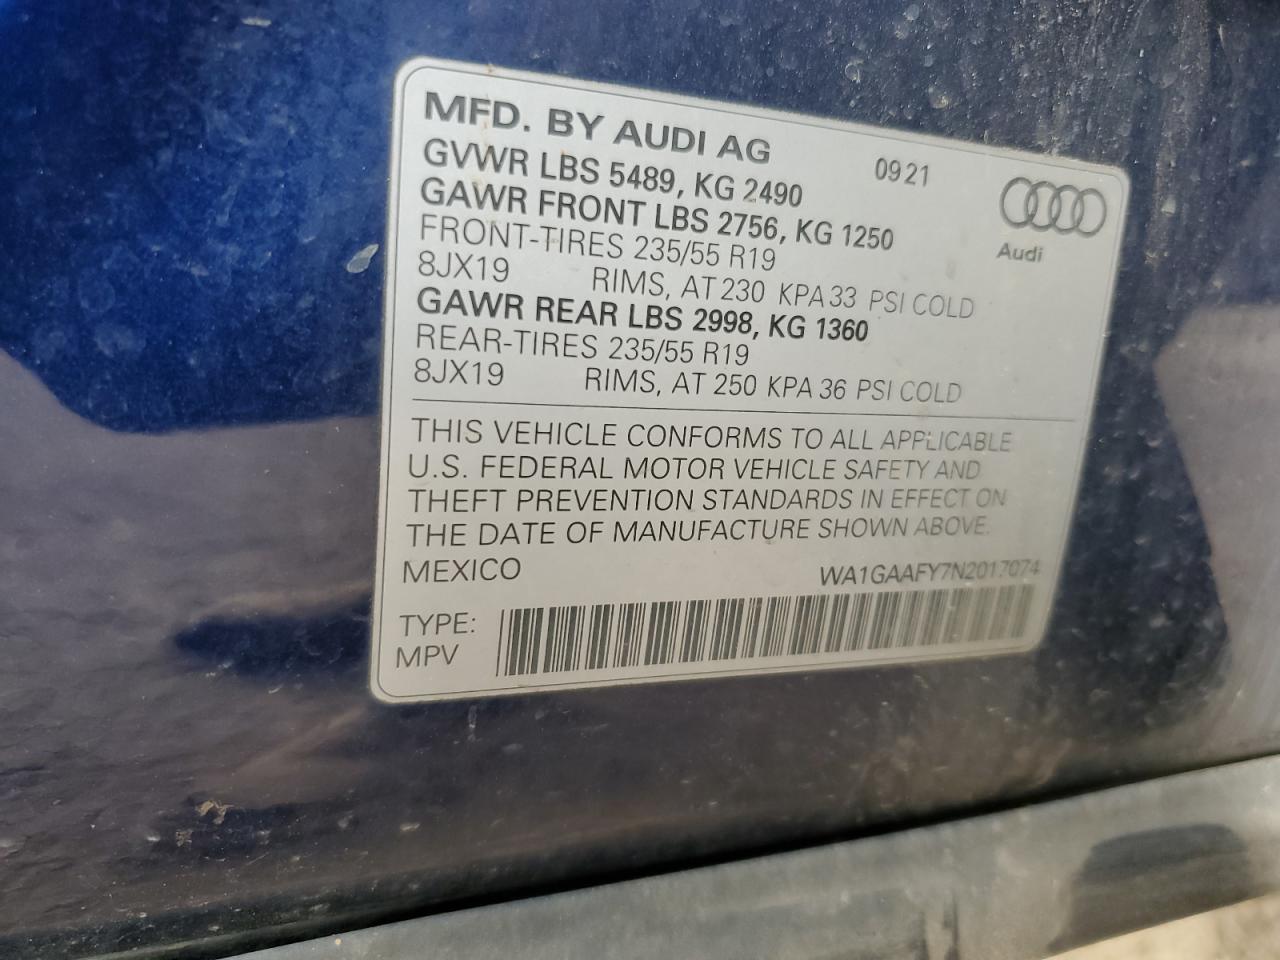 MFD. BY AUDI AG 09 21
GVWR LBS 5489, KG 2490
GAWR FRONT LBS 2756, KG 1250
FRONT-TIRES 235/55 R19
8JX19 RIMS, AT 230 KPA 33 PSI COLD
GAWR REAR LBS 2998, KG 1360
REAR-TIRES 235/55 R19
8JX19 RIMS, AT 250 KPA 36 PSI COLD
Audi
THIS VEHICLE CONFORMS TO ALL APPLICABLE
U.S. FEDERAL MOTOR VEHICLE SAFETY AND
THEFT PREVENTION STANDARDS IN EFFECT ON
THE DATE OF MANUFACTURE SHOWN ABOVE.
MEXICO WA1GAAFY7N2017074
TYPE:
MPV